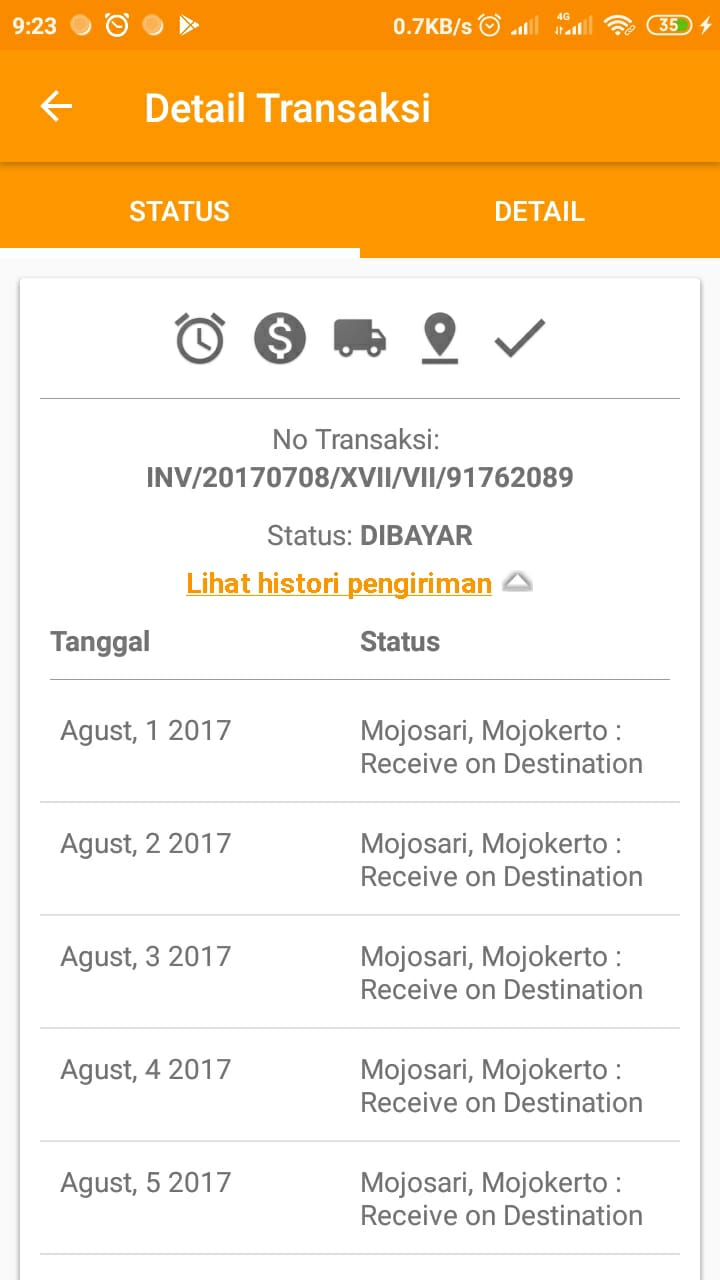 9:23 0.7KB/s 4G 35
Detail Transaksi
STATUS DETAIL
No Transaksi:
INV/20170708/XVII/VII/91762089
Status: DIBAYAR
Lihat histori pengiriman
Tanggal Status
Agust, 1 2017 Mojosari, Mojokerto :
Receive on Destination
Agust, 2 2017 Mojosari, Mojokerto :
Receive on Destination
Agust, 3 2017 Mojosari, Mojokerto :
Receive on Destination
Agust, 4 2017 Mojosari, Mojokerto :
Receive on Destination
Agust, 5 2017 Mojosari, Mojokerto :
Receive on Destination